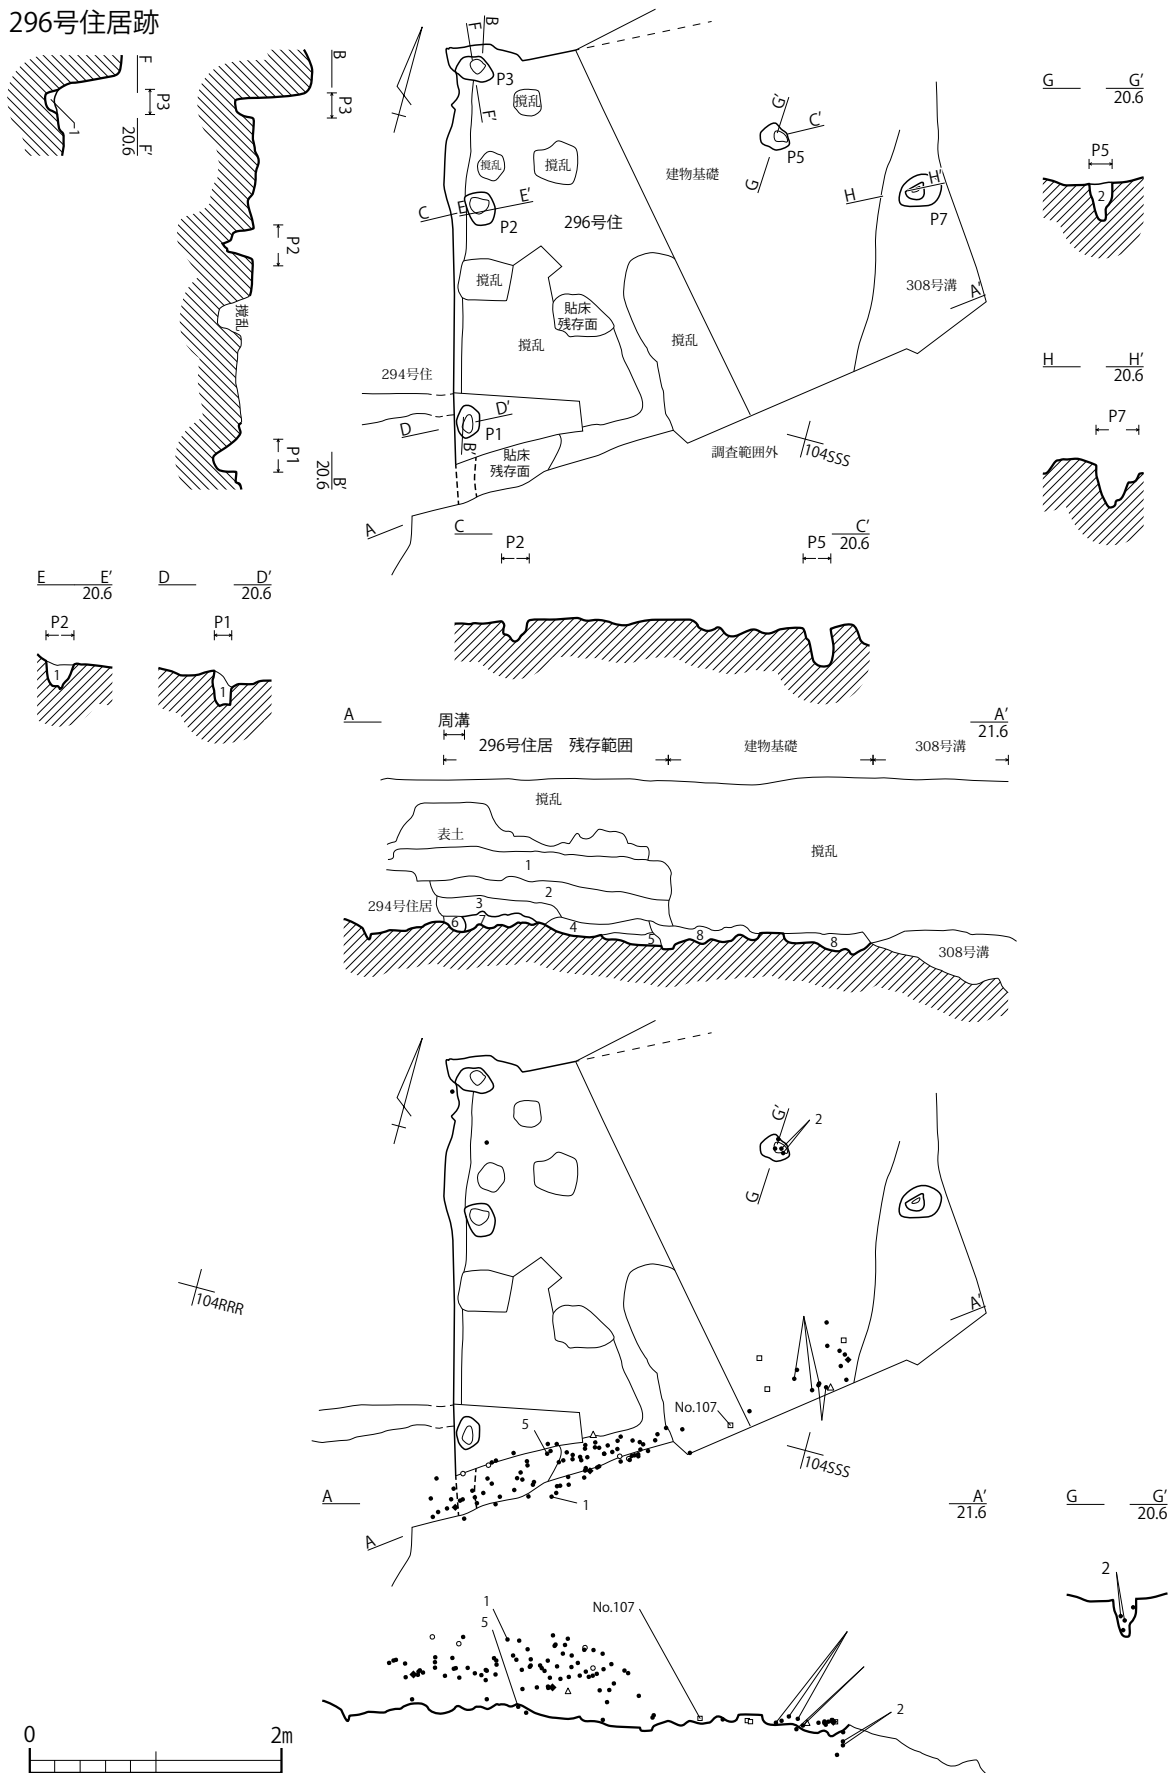 296号住居跡
F
P3
F'
20.6
1
B
P3
P2
撹乱
P1
B'
20.6
F
B
P3
撹乱
F'
撹乱
撹乱
C
E
E'
P2
296号住
建物基礎
G'
C'
P5
G
H
H'
P7
308号溝
A'
撹乱
貼床
残存面
撹乱
撹乱
294号住
D
D'
P1
B'
貼床
残存面
調査範囲外
104SSS
A
G
G'
20.6
P5
2
H
H'
20.6
P7
C
C'
20.6
P2
P5
E
E'
20.6
P2
1
D
D'
20.6
P1
1
A
A'
21.6
周溝
296号住居 残存範囲
建物基礎
308号溝
撹乱
表土
1
撹乱
2
294号住居
3
6
4
5
8
8
308号溝
G'
2
G
104RRR
A'
No.107
5
104SSS
1
A
A
A'
21.6
G
G'
20.6
2
1
5
No.107
2
0
2m